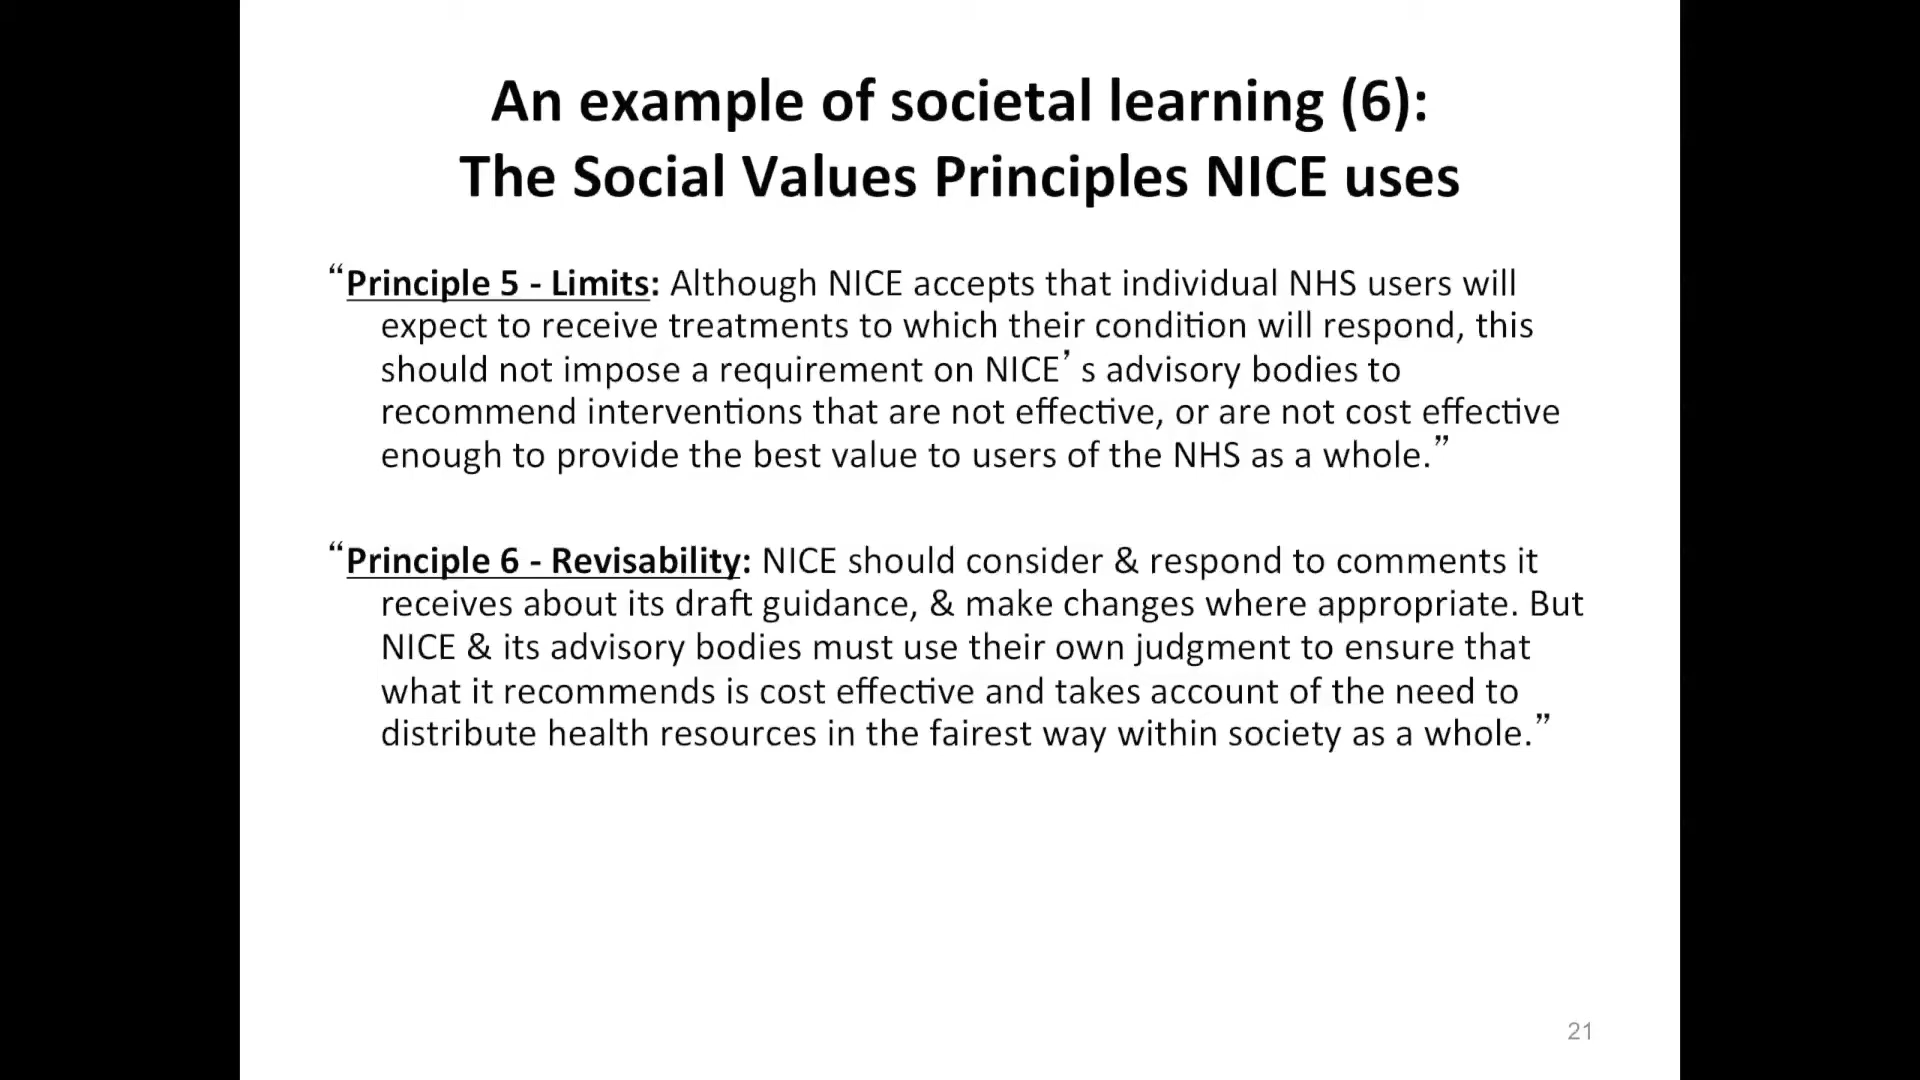 An example of societal learning (6):
The Social Values Principles NICE uses
“Principle 5 - Limits: Although NICE accepts that individual NHS users will
expect to receive treatments to which their condition will respond, this
should not impose a requirement on NICE’s advisory bodies to
recommend interventions that are not effective, or are not cost effective
enough to provide the best value to users of the NHS as a whole.”
“Principle 6 - Revisability: NICE should consider & respond to comments it
receives about its draft guidance, & make changes where appropriate. But
NICE & its advisory bodies must use their own judgment to ensure that
what it recommends is cost effective and takes account of the need to
distribute health resources in the fairest way within society as a whole.”
21